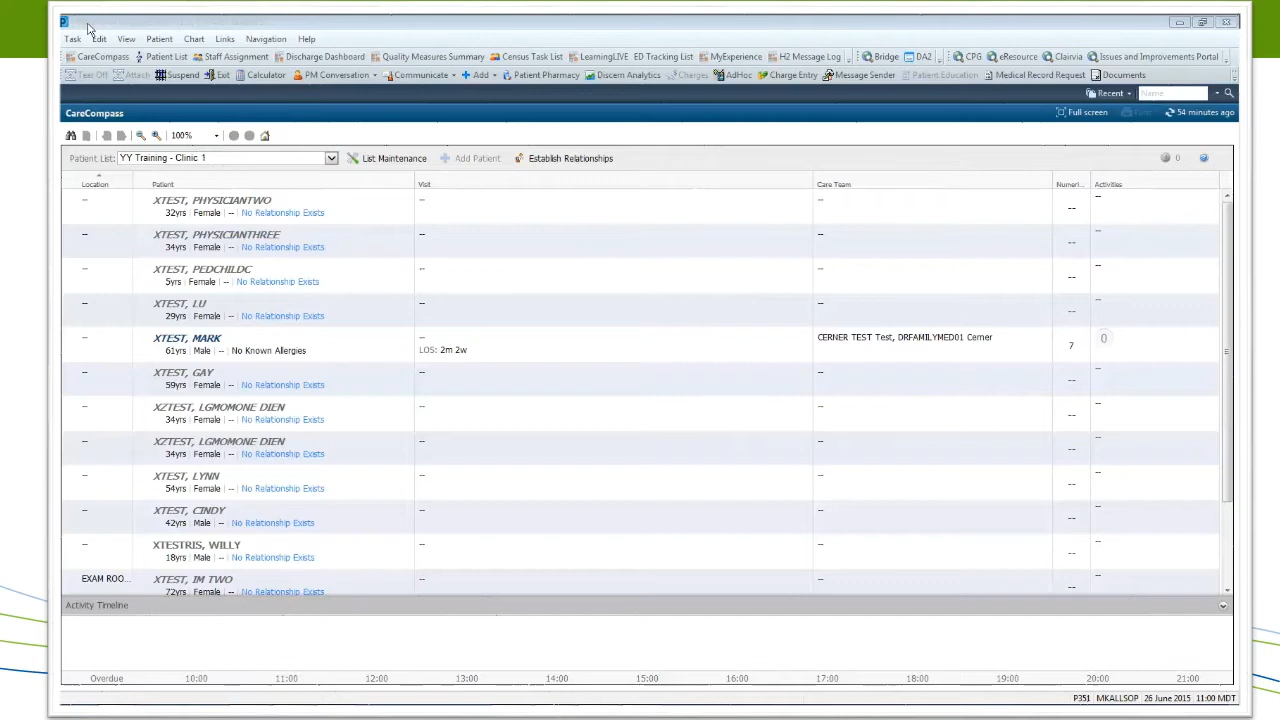 Task Edit View Patient Chart Links Navigation Help
CareCompass Patient List Staff Assignment Discharge Dashboard Quality Measures Summary Census Task List LearningLIVE ED Tracking List MyExperience H2 Message Log Bridge DA2 CPG eResource Clairvia Issues and Improvements Portal
Tear Off Attach Suspend Exit Calculator PM Conversation Communicate Add Patient Pharmacy Discern Analytics Charges AdHoc Charge Entry Message Sender Patient Education Medical Record Request Documents
Recent Name
CareCompass Full screen Print 54 minutes ago
100%
Patient List: YY Training - Clinic 1 List Maintenance Add Patient Establish Relationships 0
Location Patient Visit Care Team Numeri... Activities
-- XTEST, PHYSICIANTWO -- -- --
32yrs | Female | -- | No Relationship Exists --
-- XTEST, PHYSICIANTHREE -- -- --
34yrs | Female | -- | No Relationship Exists --
-- XTEST, PEDCHILDC -- -- --
5yrs | Female | -- | No Relationship Exists --
-- XTEST, LU -- -- --
29yrs | Female | -- | No Relationship Exists --
-- XTEST, MARK -- CERNER TEST Test, DRFAMILYMED01 Cerner 0
61yrs | Male | -- | No Known Allergies LOS: 2m 2w 7
-- XTEST, GAY -- -- --
59yrs | Female | -- | No Relationship Exists --
-- XZTEST, LGMOMONE DIEN -- -- --
34yrs | Female | -- | No Relationship Exists --
-- XZTEST, LGMOMONE DIEN -- -- --
34yrs | Female | -- | No Relationship Exists --
-- XTEST, LYNN -- -- --
54yrs | Female | -- | No Relationship Exists --
-- XTEST, CINDY -- -- --
42yrs | Male | -- | No Relationship Exists --
-- XTESTRIS, WILLY -- -- --
18yrs | Male | -- | No Relationship Exists --
EXAM ROO... XTEST, IM TWO -- -- --
72yrs | Female | -- | No Relationship Exists --
Activity Timeline
Overdue 10:00 11:00 12:00 13:00 14:00 15:00 16:00 17:00 18:00 19:00 20:00 21:00
P351 MKALLSOP 26 June 2015 11:00 MDT